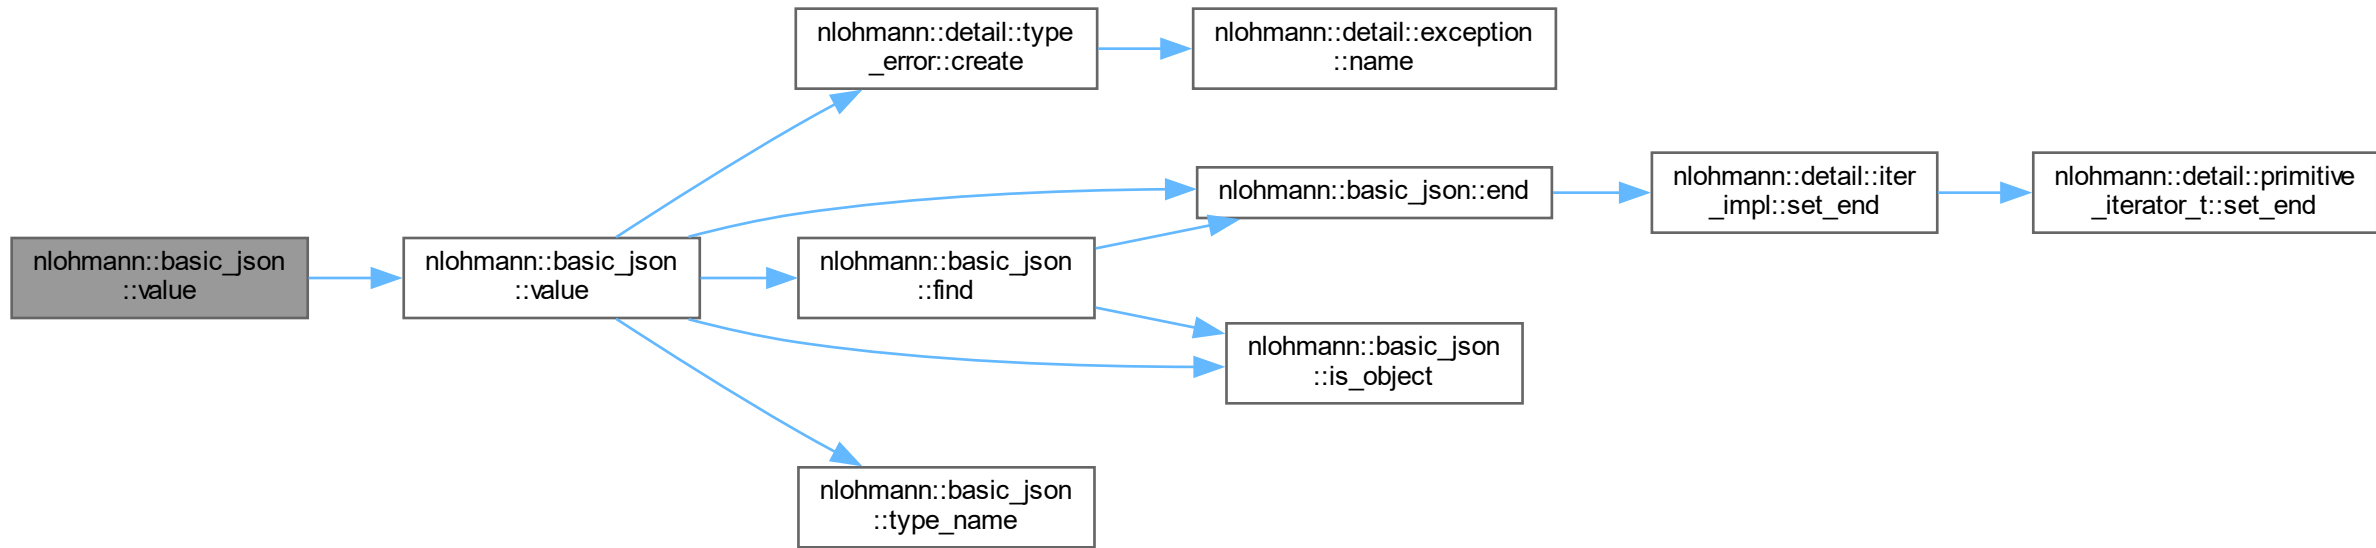 nlohmann::detail::type
_error::create
nlohmann::detail::exception
::name
nlohmann::basic_json::end
nlohmann::detail::iter
_impl::set_end
nlohmann::detail::primitive
_iterator_t::set_end
nlohmann::basic_json
::value
nlohmann::basic_json
::value
nlohmann::basic_json
::find
nlohmann::basic_json
::is_object
nlohmann::basic_json
::type_name